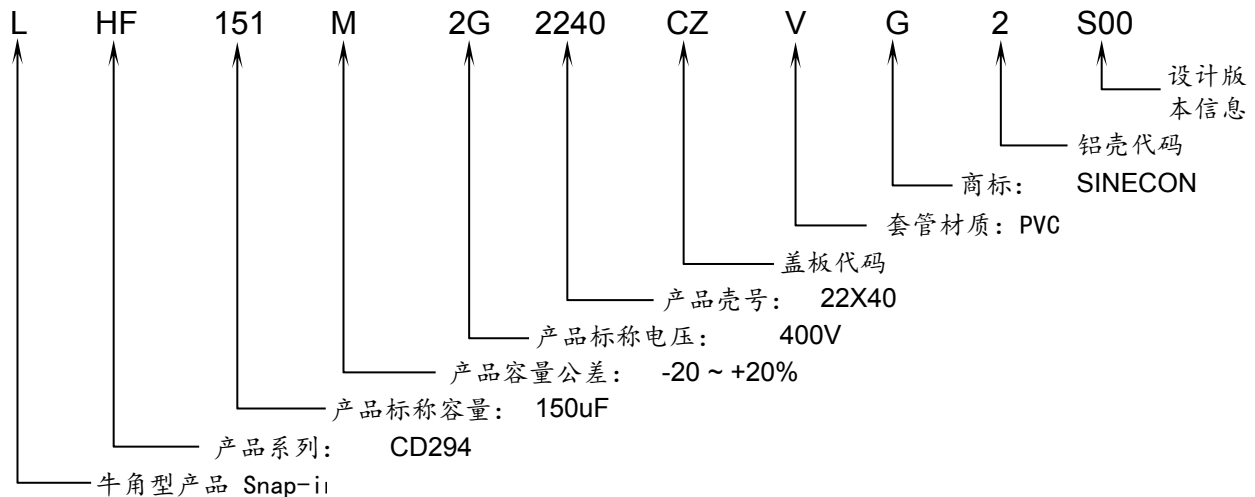 L HF 151 M 2G 2240 CZ V G 2 S00
设计版
本信息
铝壳代码
商标： SINECON
套管材质：PVC
盖板代码
产品壳号： 22X40
产品标称电压： 400V
产品容量公差： -20 ~ +20%
产品标称容量： 150uF
产品系列： CD294
牛角型产品